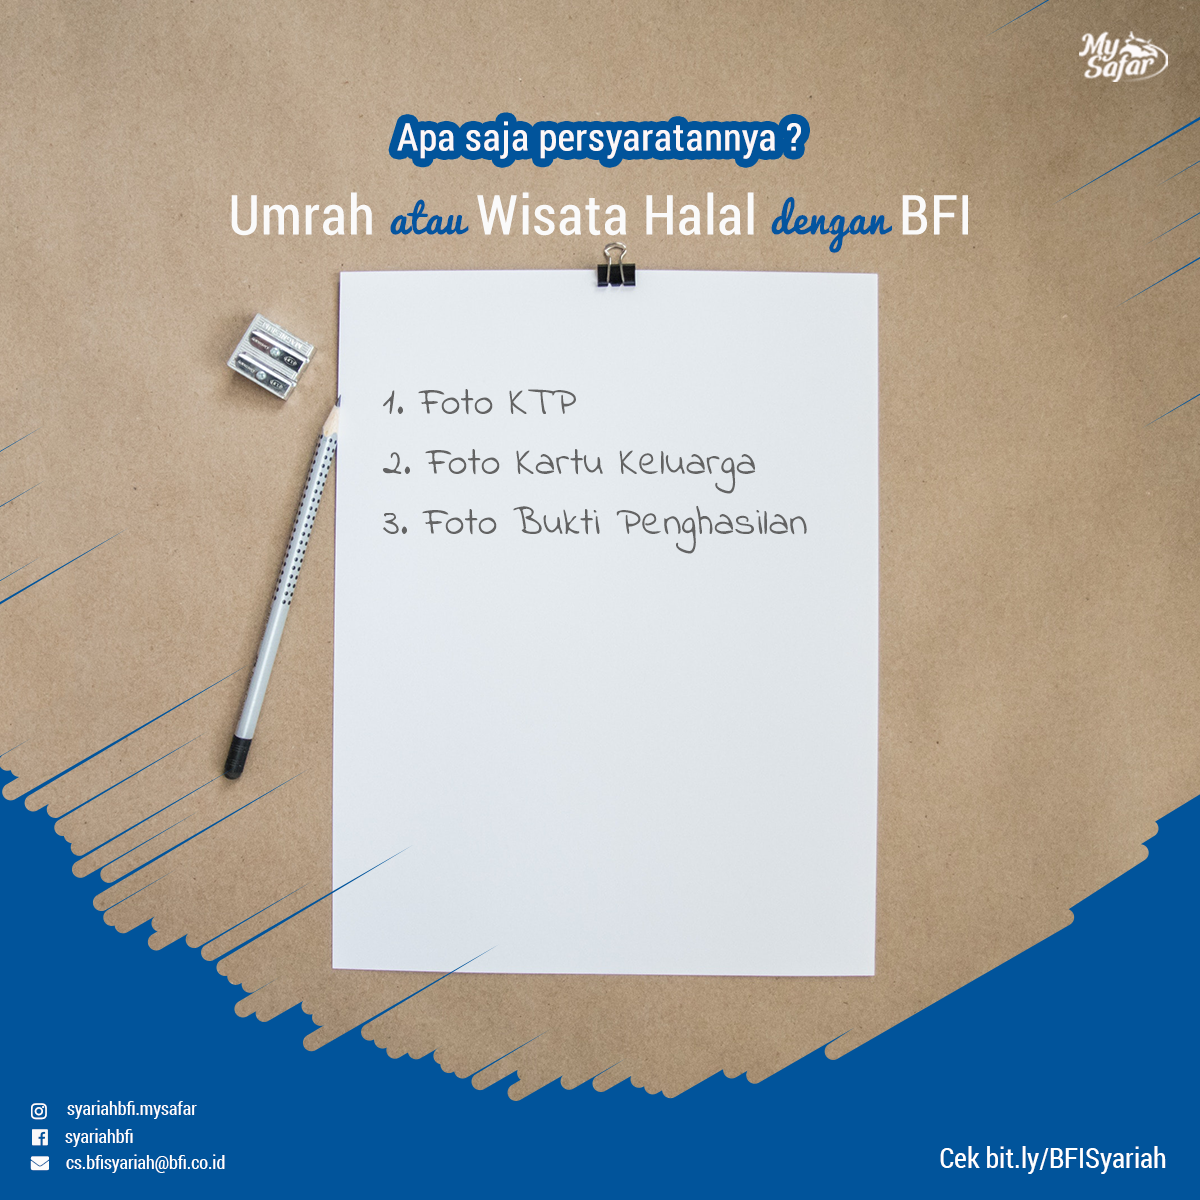 My
Safar
Apa saja persyaratannya ?
Umrah atau Wisata Halal dengan BFI
1. Foto KTP
2. Foto Kartu Keluarga
3. Foto Bukti Penghasilan
syariahbfi.mysafar
syariahbfi
cs.bfisyariah@bfi.co.id
Cek bit.ly/BFISyariah